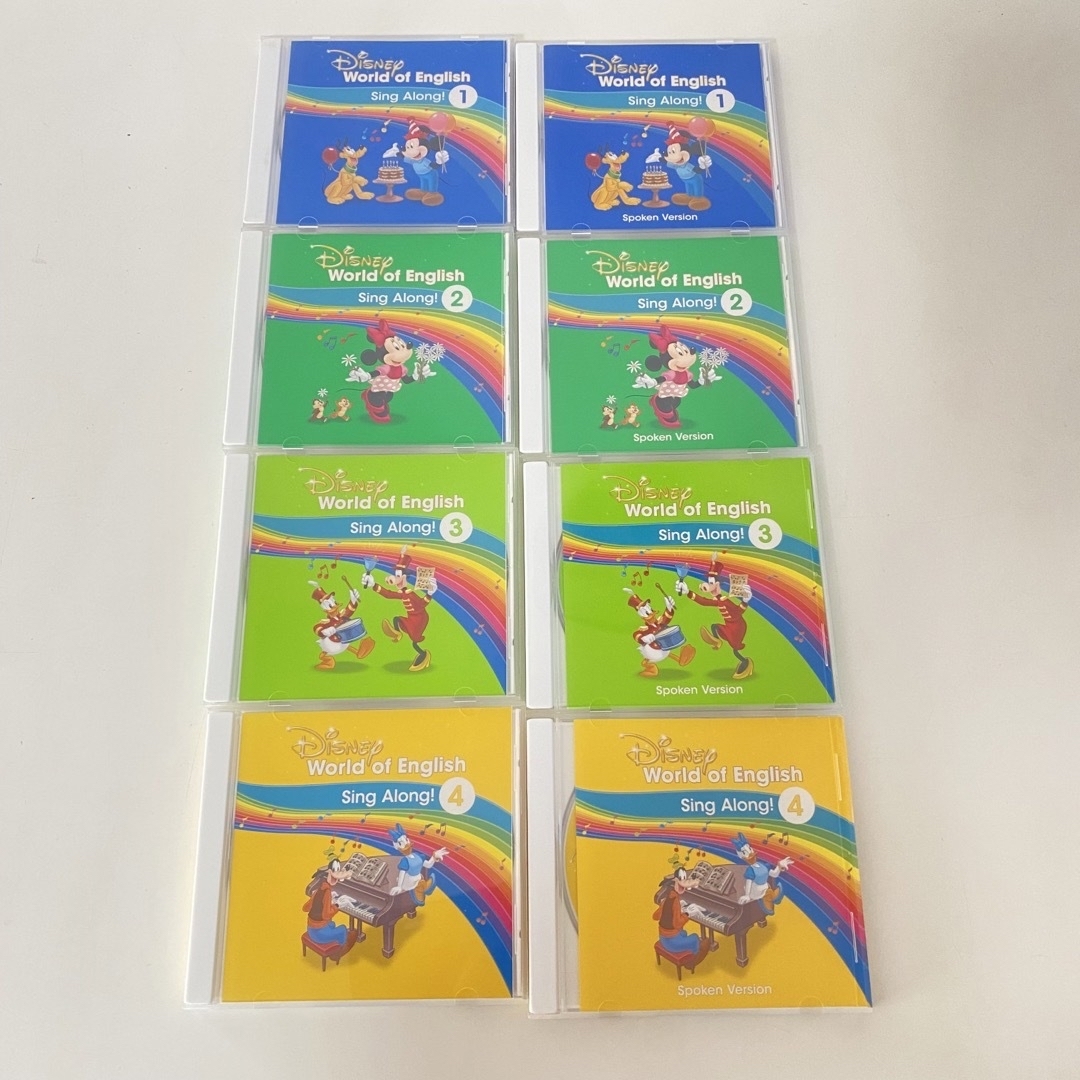 Disney
World of English
Sing Along! 1
Disney
World of English
Sing Along! 1
Spoken Version
Disney
World of English
Sing Along! 2
Disney
World of English
Sing Along! 2
Spoken Version
Disney
World of English
Sing Along! 3
Disney
World of English
Sing Along! 3
Spoken Version
Disney
World of English
Sing Along! 4
Disney
World of English
Sing Along! 4
Spoken Version